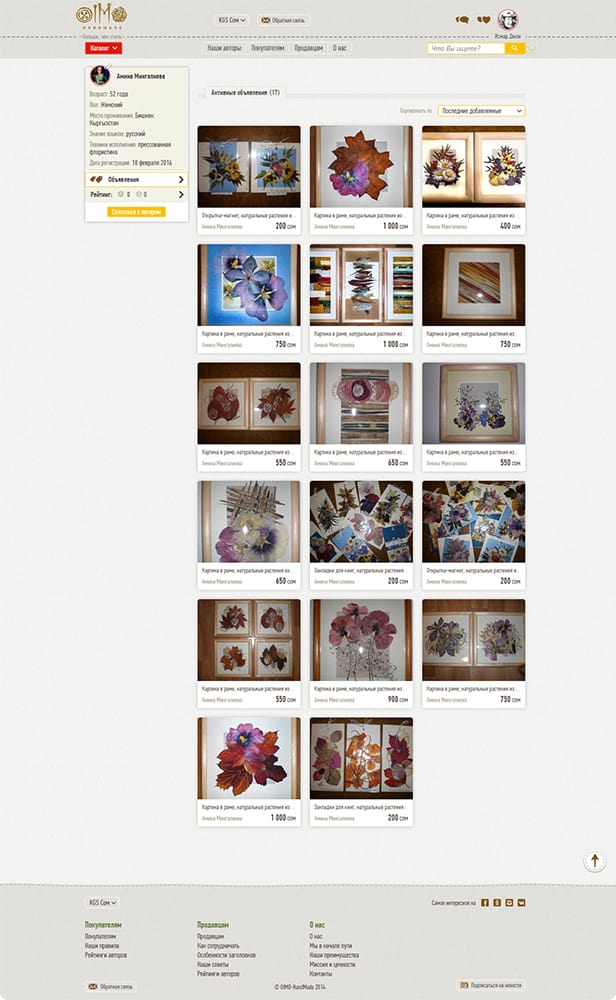 OIMO
HANDMADE
больше, чем стиль
KGS Сом
Обратная связь
Исмар Джон
Каталог
Наши авторы
Покупателям
Продавцам
О нас
Что Вы ищете?
Амина Мингалиева
Возраст: 52 года
Пол: Женский
Место проживания: Бишкек,
Кыргызстан
Знание языков: русский
Техники исполнения: прессованная
флористика
Дата регистрации: 18 февраля 2016
Объявления
Рейтинг: 0 0
Связаться с автором
Активные объявления (17)
Сортировать по
Последние добавленные
Открытка-магнит, натуральные растения и...
Амина Мингалиева 200 сом
Картина в раме, натуральные растения из...
Амина Мингалиева 1 000 сом
Картина в раме, натуральные растения из...
Амина Мингалиева 400 сом
Картина в раме, натуральные растения из...
Амина Мингалиева 750 сом
Картина в раме, натуральные растения из...
Амина Мингалиева 1 000 сом
Картина в раме, натуральные растения из...
Амина Мингалиева 750 сом
Картина в раме, натуральные растения из...
Амина Мингалиева 550 сом
Картина в раме, натуральные растения из...
Амина Мингалиева 650 сом
Картина в раме, натуральные растения из...
Амина Мингалиева 550 сом
Картина в раме, натуральные растения из...
Амина Мингалиева 650 сом
Закладки для книг, натуральные растения...
Амина Мингалиева 200 сом
Открытка-магнит, натуральные растения и...
Амина Мингалиева 200 сом
Картина в раме, натуральные растения из...
Амина Мингалиева 550 сом
Картина в раме, натуральные растения из...
Амина Мингалиева 900 сом
Картина в раме, натуральные растения из...
Амина Мингалиева 750 сом
Картина в раме, натуральные растения из...
Амина Мингалиева 1 000 сом
Закладки для книг, натуральные растения...
Амина Мингалиева 200 сом
KGS Сом
Самое интересное на
Покупателям
Покупателям
Наши правила
Рейтинги авторов
Продавцам
Продавцам
Как сотрудничать
Особенности заголовков
Наши советы
Рейтинги авторов
О нас
О нас
Мы в начале пути
Наши преимущества
Миссия и ценности
Контакты
Обратная связь
© OIMO-HandMade 2014
Подписаться на новости